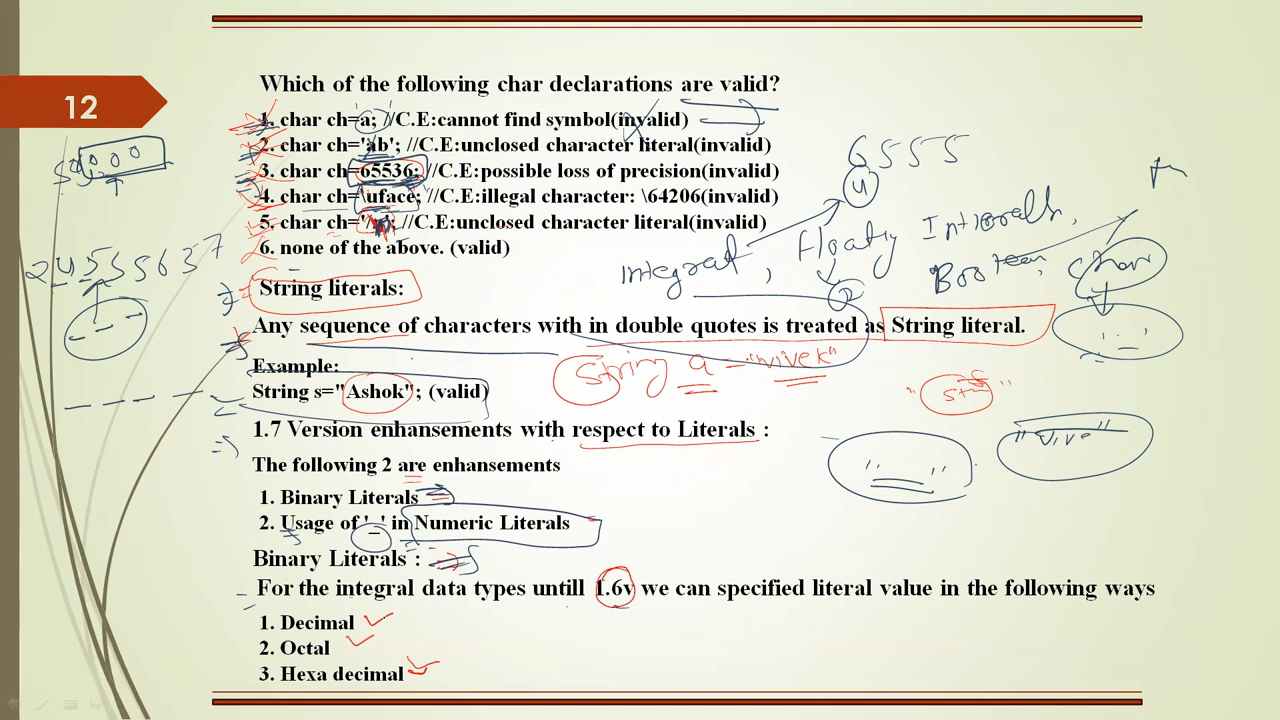 12
Which of the following char declarations are valid?
1. char ch=a; //C.E:cannot find symbol(invalid)
2. char ch='ab'; //C.E:unclosed character literal(invalid)
3. char ch=65536; //C.E:possible loss of precision(invalid)
4. char ch=\uface; //C.E:illegal character: \64206(invalid)
5. char ch='/ //C.E:unclosed character literal(invalid)
6. none of the above. (valid)
6555
4
Integral, Floating
2
Boolean, Char
24555637
String literals:
Any sequence of characters with in double quotes is treated as String literal.
Example:
String a = "vivek"
String s="Ashok"; (valid)
1.7 Version enhansements with respect to Literals :
"vive"
The following 2 are enhansements
1. Binary Literals
2. Usage of '_' in Numeric Literals
Binary Literals :
For the integral data types untill 1.6v we can specified literal value in the following ways
1. Decimal
2. Octal
3. Hexa decimal